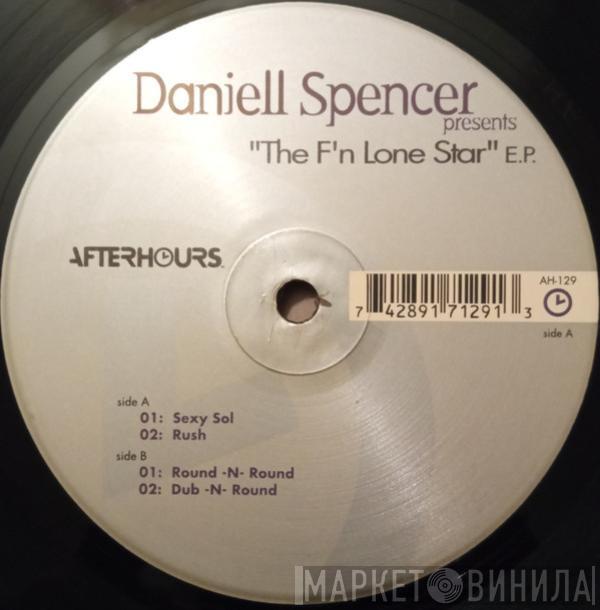 Daniell Spencer
presents
"The F'n Lone Star" E.P.
AFTERHOURS™
AH-129
7 42891 71291 3
side A
side A
01: Sexy Sol
02: Rush
side B
01: Round -N- Round
02: Dub -N- Round
МАРКЕТ ВИНИЛА